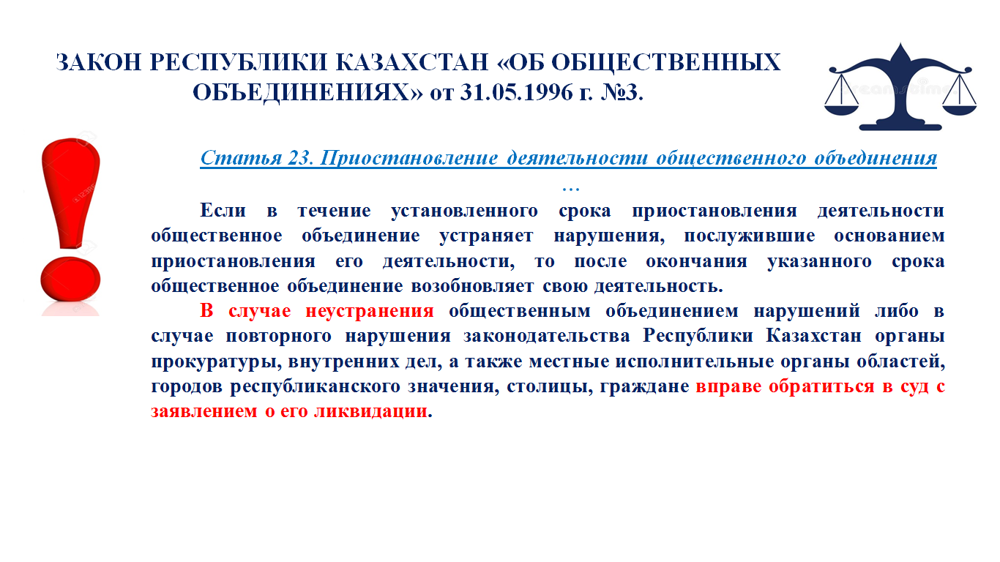 ЗАКОН РЕСПУБЛИКИ КАЗАХСТАН «ОБ ОБЩЕСТВЕННЫХ
ОБЪЕДИНЕНИЯХ» от 31.05.1996 г. №3.
Статья 23. Приостановление деятельности общественного объединения
…
Если в течение установленного срока приостановления деятельности
общественное объединение устраняет нарушения, послужившие основанием
приостановления его деятельности, то после окончания указанного срока
общественное объединение возобновляет свою деятельность.
В случае неустранения общественным объединением нарушений либо в
случае повторного нарушения законодательства Республики Казахстан органы
прокуратуры, внутренних дел, а также местные исполнительные органы областей,
городов республиканского значения, столицы, граждане вправе обратиться в суд с
заявлением о его ликвидации.